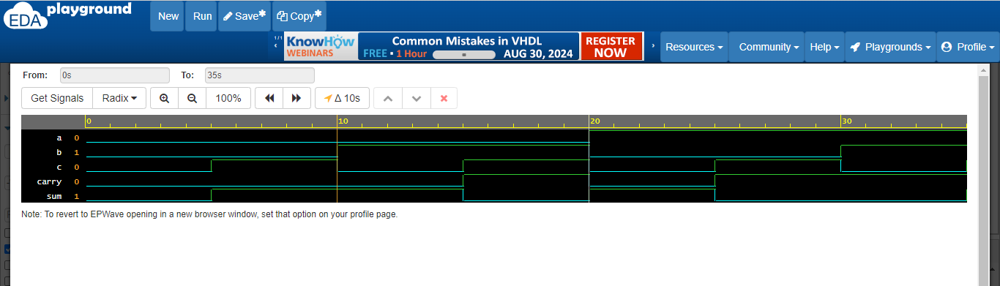 EDA playground
New Run Save* Copy*
1/1 KnowHow WEBINARS Common Mistakes in VHDL FREE • 1 Hour AUG 30, 2024 REGISTER NOW
Resources Community Help Playgrounds Profile
From: 0s To: 35s
Get Signals Radix 100% Δ 10s
0 10 20 30
a 0
b 1
c 0
carry 0
sum 1
Note: To revert to EPWave opening in a new browser window, set that option on your profile page.